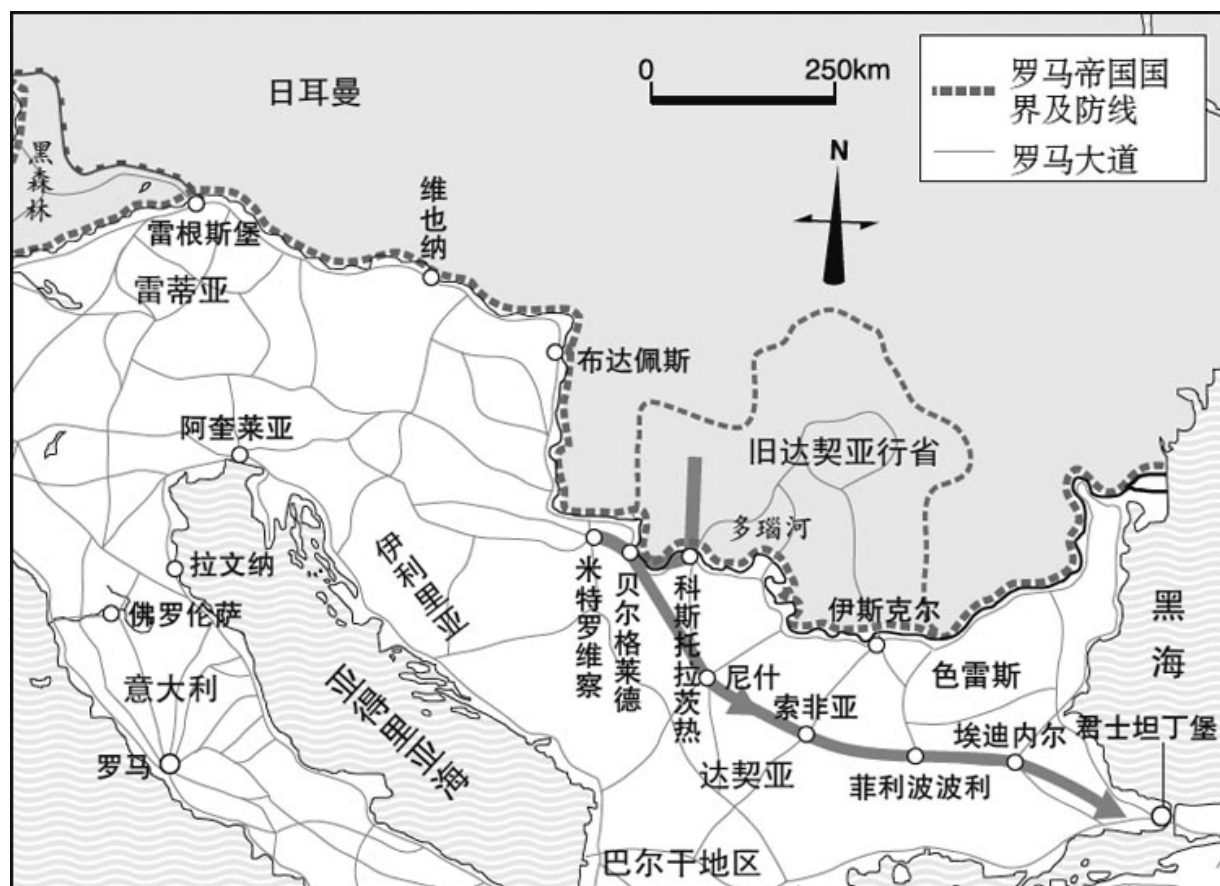 日耳曼
0 250km
罗马帝国国
界及防线
罗马大道
N
黑森林
维也纳
雷根斯堡
雷蒂亚
布达佩斯
阿奎莱亚
旧达契亚行省
多瑙河
伊利里亚
拉文纳
佛罗伦萨
米特罗维察
贝尔格莱德
科斯托拉茨热
伊斯克尔
黑海
意大利
亚得里亚海
尼什
色雷斯
索非亚
埃迪内尔
君士坦丁堡
罗马
达契亚
菲利波波利
巴尔干地区